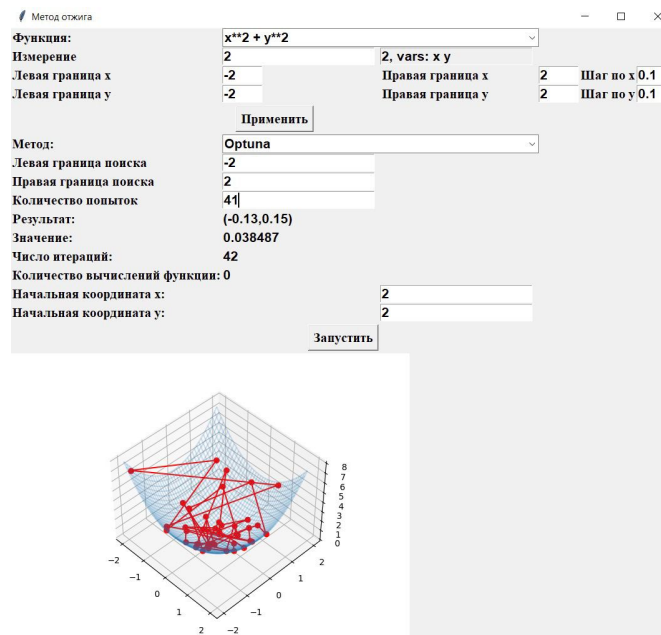 Метод отжига
Функция: x**2 + y**2
Измерение 2 2, vars: x y
Левая граница x -2 Правая граница x 2 Шаг по x 0.1
Левая граница y -2 Правая граница y 2 Шаг по y 0.1
Применить
Метод: Optuna
Левая граница поиска -2
Правая граница поиска 2
Количество попыток 41
Результат: (-0.13,0.15)
Значение: 0.038487
Число итераций: 42
Количество вычислений функции: 0
Начальная координата x: 2
Начальная координата y: 2
Запустить
8
7
6
5
4
3
2
1
0
−2 2
−1 1
0 0
1 −1
2 −2